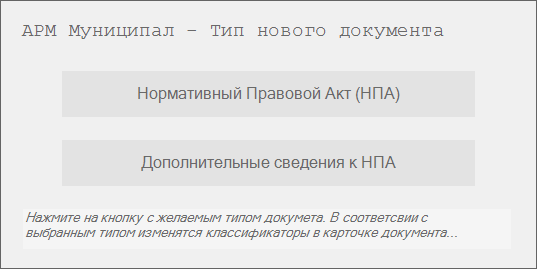 АРМ Муниципал - Тип нового документа
Нормативный Правовой Акт (НПА)
Дополнительные сведения к НПА
Нажмите на кнопку с желаемым типом докумета. В соответсвии с
выбранным типом изменятся классификаторы в карточке документа...